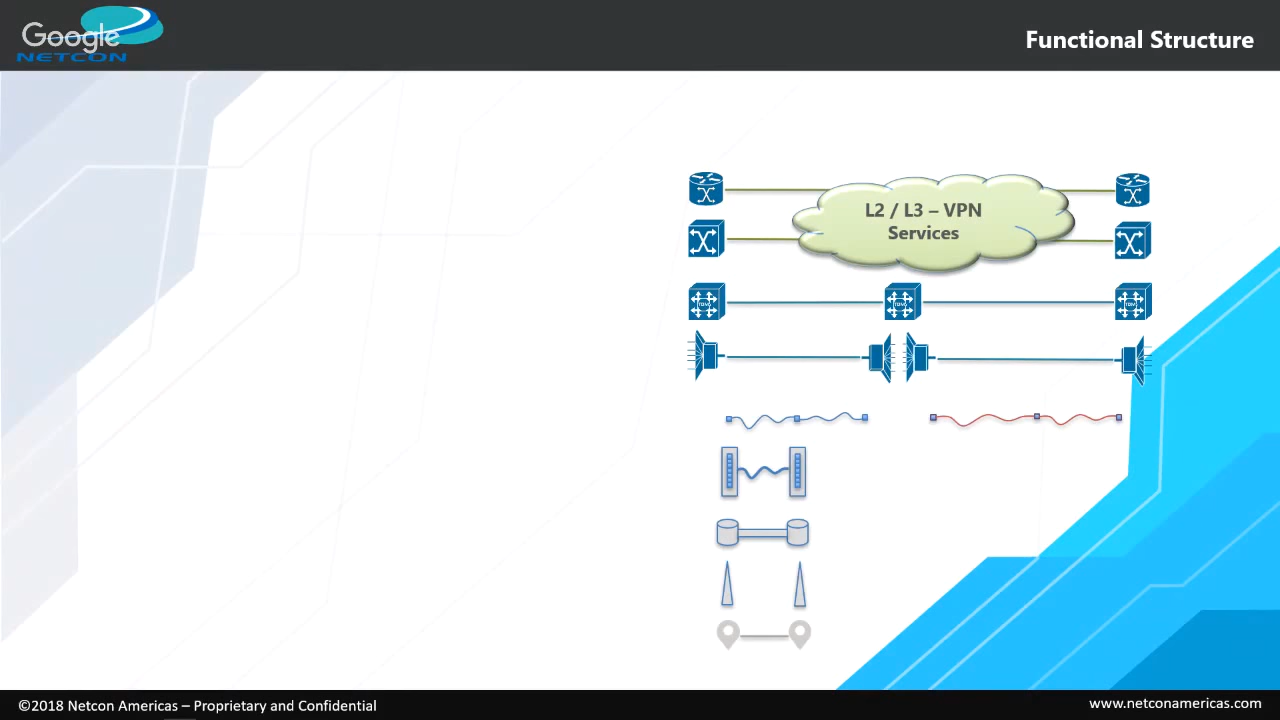 Google
NETCON
Functional Structure
L2 / L3 – VPN
Services
©2018 Netcon Americas – Proprietary and Confidential
www.netconamericas.com